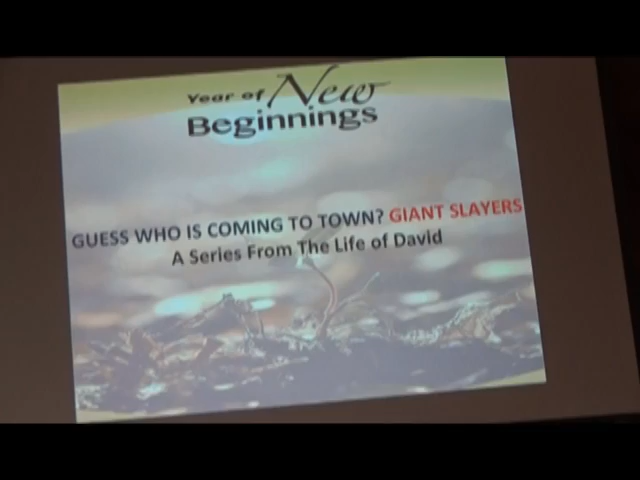 Year of New
Beginnings
GUESS WHO IS COMING TO TOWN? GIANT SLAYERS
A Series From The Life of David